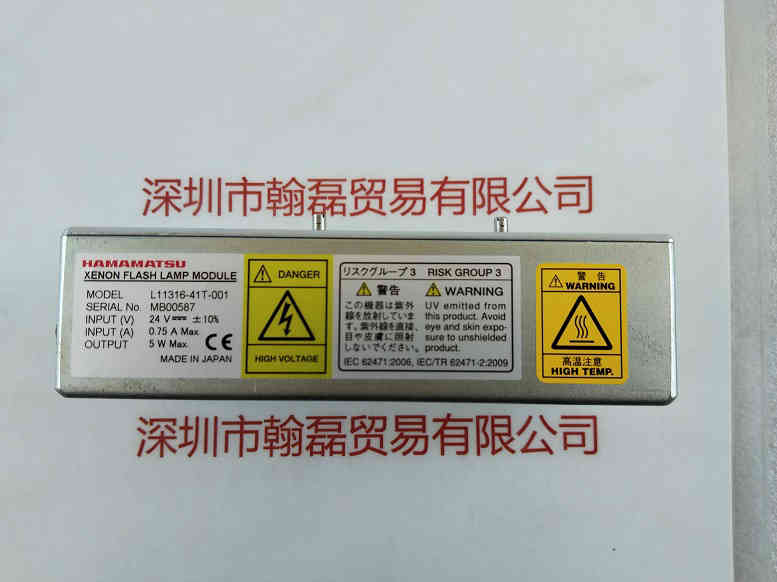 深圳市翰磊贸易有限公司
HAMAMATSU
XENON FLASH LAMP MODULE
MODEL L11316-41T-001
SERIAL No. MB00587
INPUT (V) 24 V ⎓ ±10%
INPUT (A) 0.75 A Max.
OUTPUT 5 W Max.
CE
MADE IN JAPAN
DANGER
HIGH VOLTAGE
リスクグループ 3 RISK GROUP 3
警告
この機器は紫外
線を放射していま
す。紫外線を直接、
目や皮膚に照射
しないでください。
WARNING
UV emitted from
this product. Avoid
eye and skin expo-
sure to unshielded
product.
IEC 62471:2006, IEC/TR 62471-2:2009
警告
WARNING
高温注意
HIGH TEMP.
深圳市翰磊贸易有限公司